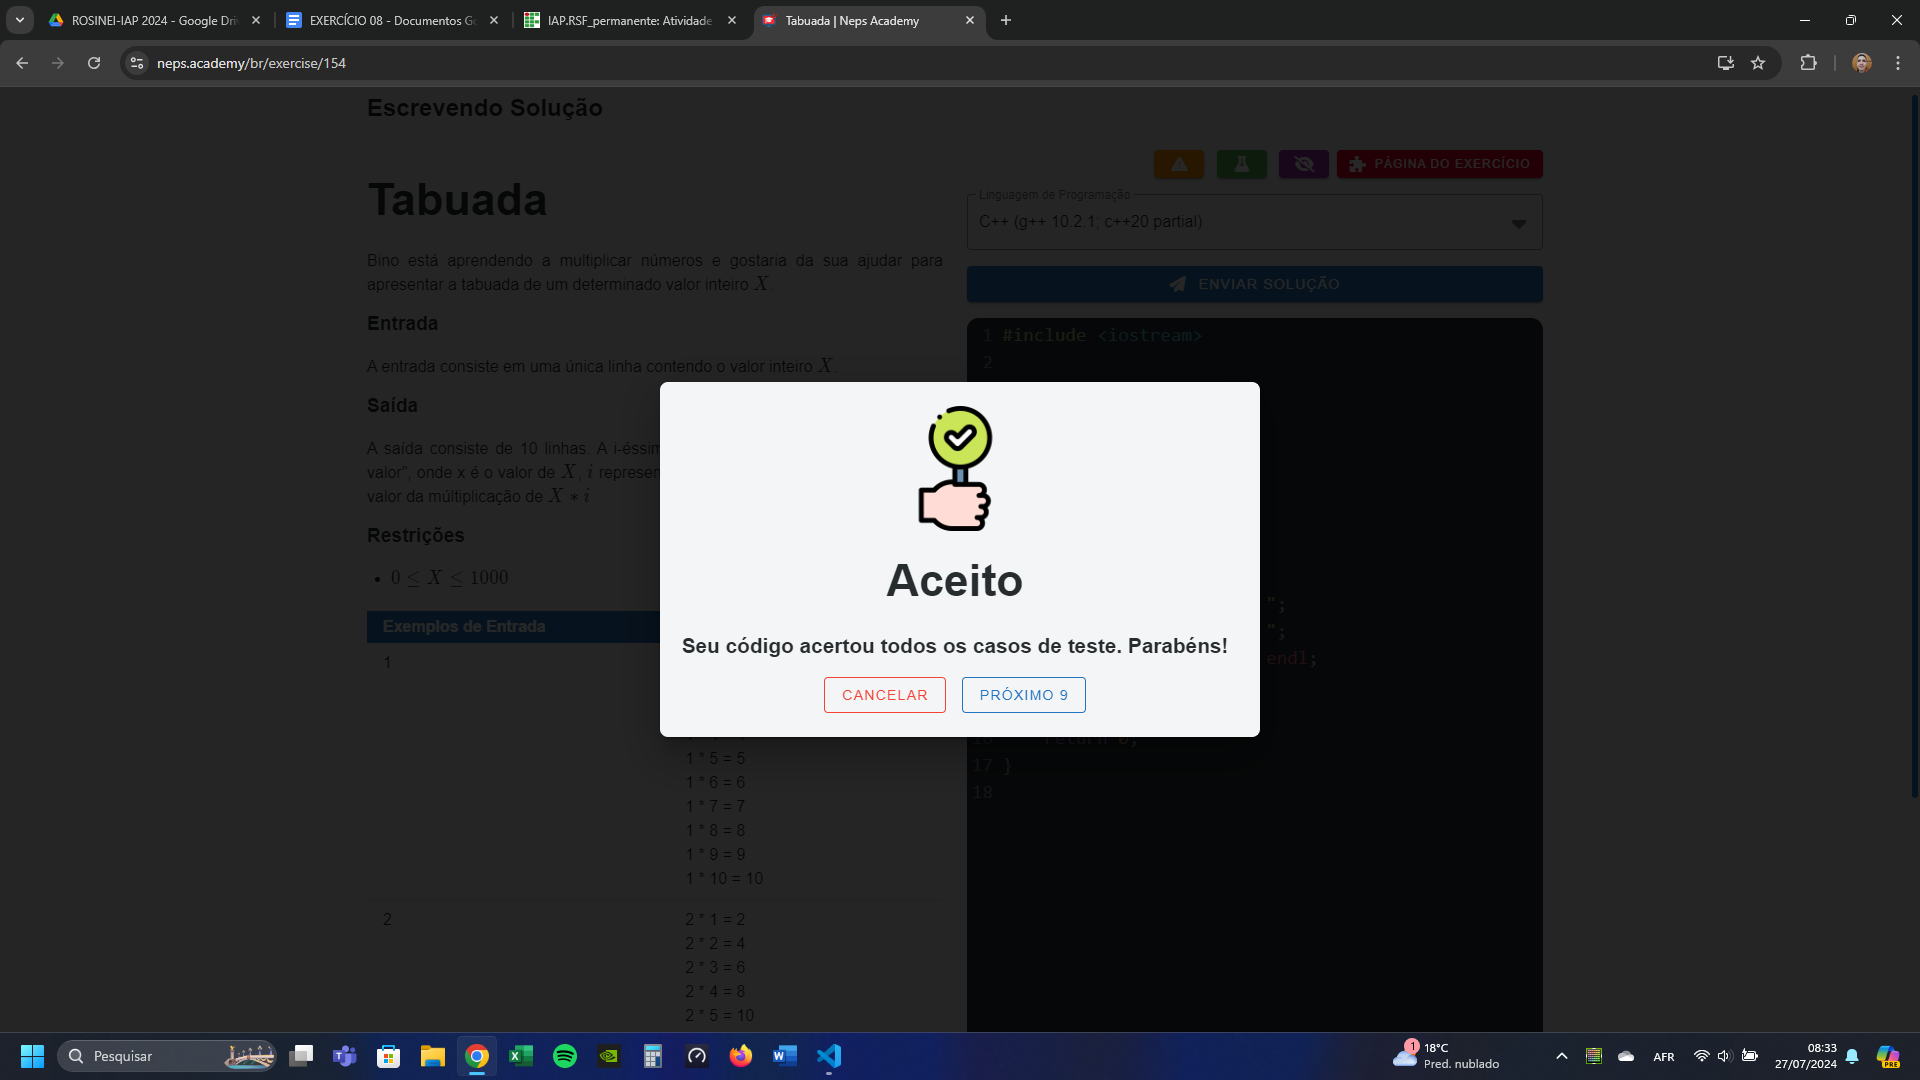 ROSINEI-IAP 2024 - Google Dri
EXERCÍCIO 08 - Documentos Go
IAP.RSF_permanente: Atividade
Tabuada | Neps Academy
neps.academy/br/exercise/154
Escrevendo Solução
PÁGINA DO EXERCÍCIO
Tabuada
Linguagem de Programação
C++ (g++ 10.2.1; c++20 partial)
Bino está aprendendo a multiplicar números e gostaria da sua ajudar para
apresentar a tabuada de um determinado valor inteiro X.
ENVIAR SOLUÇÃO
Entrada
1 #include <iostream>
2
A entrada consiste em uma única linha contendo o valor inteiro X.
Saída
A saída consiste de 10 linhas. A i-éssim
valor", onde x é o valor de X, i represen
valor da múltiplicação de X * i
Restrições
0 ≤ X ≤ 1000
Aceito
Seu código acertou todos os casos de teste. Parabéns!
CANCELAR
PRÓXIMO 9
";
";
endl;
Exemplos de Entrada
1
16 return 0;
17 }
18
1 * 5 = 5
1 * 6 = 6
1 * 7 = 7
1 * 8 = 8
1 * 9 = 9
1 * 10 = 10
2
2 * 1 = 2
2 * 2 = 4
2 * 3 = 6
2 * 4 = 8
2 * 5 = 10
Pesquisar
1
18°C
Pred. nublado
AFR
08:33
27/07/2024
PRE